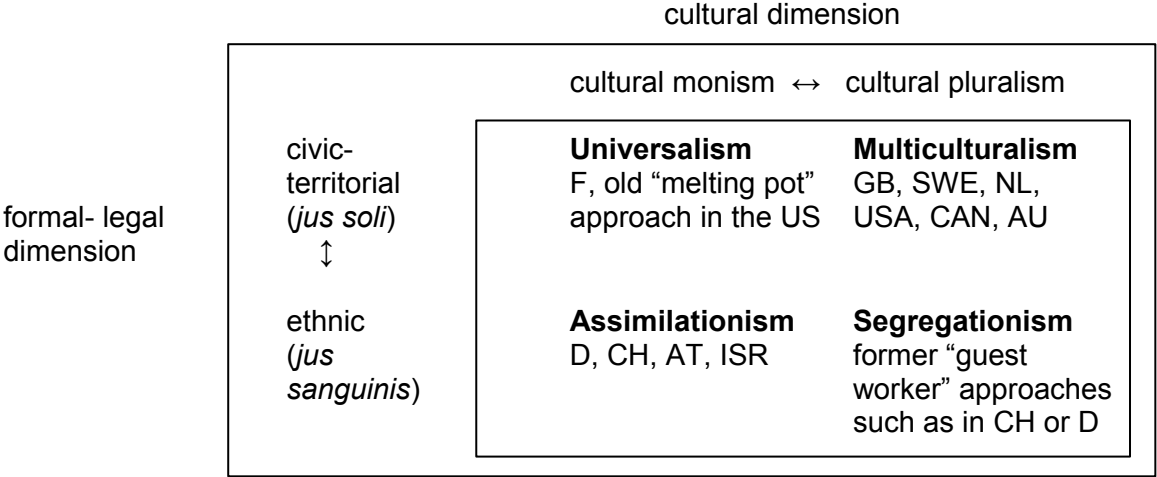 cultural dimension
cultural monism ↔ cultural pluralism
formal- legal
dimension
civic-
territorial
(jus soli)
↕
Universalism
F, old “melting pot”
approach in the US
Multiculturalism
GB, SWE, NL,
USA, CAN, AU
ethnic
(jus
sanguinis)
Assimilationism
D, CH, AT, ISR
Segregationism
former “guest
worker” approaches
such as in CH or D